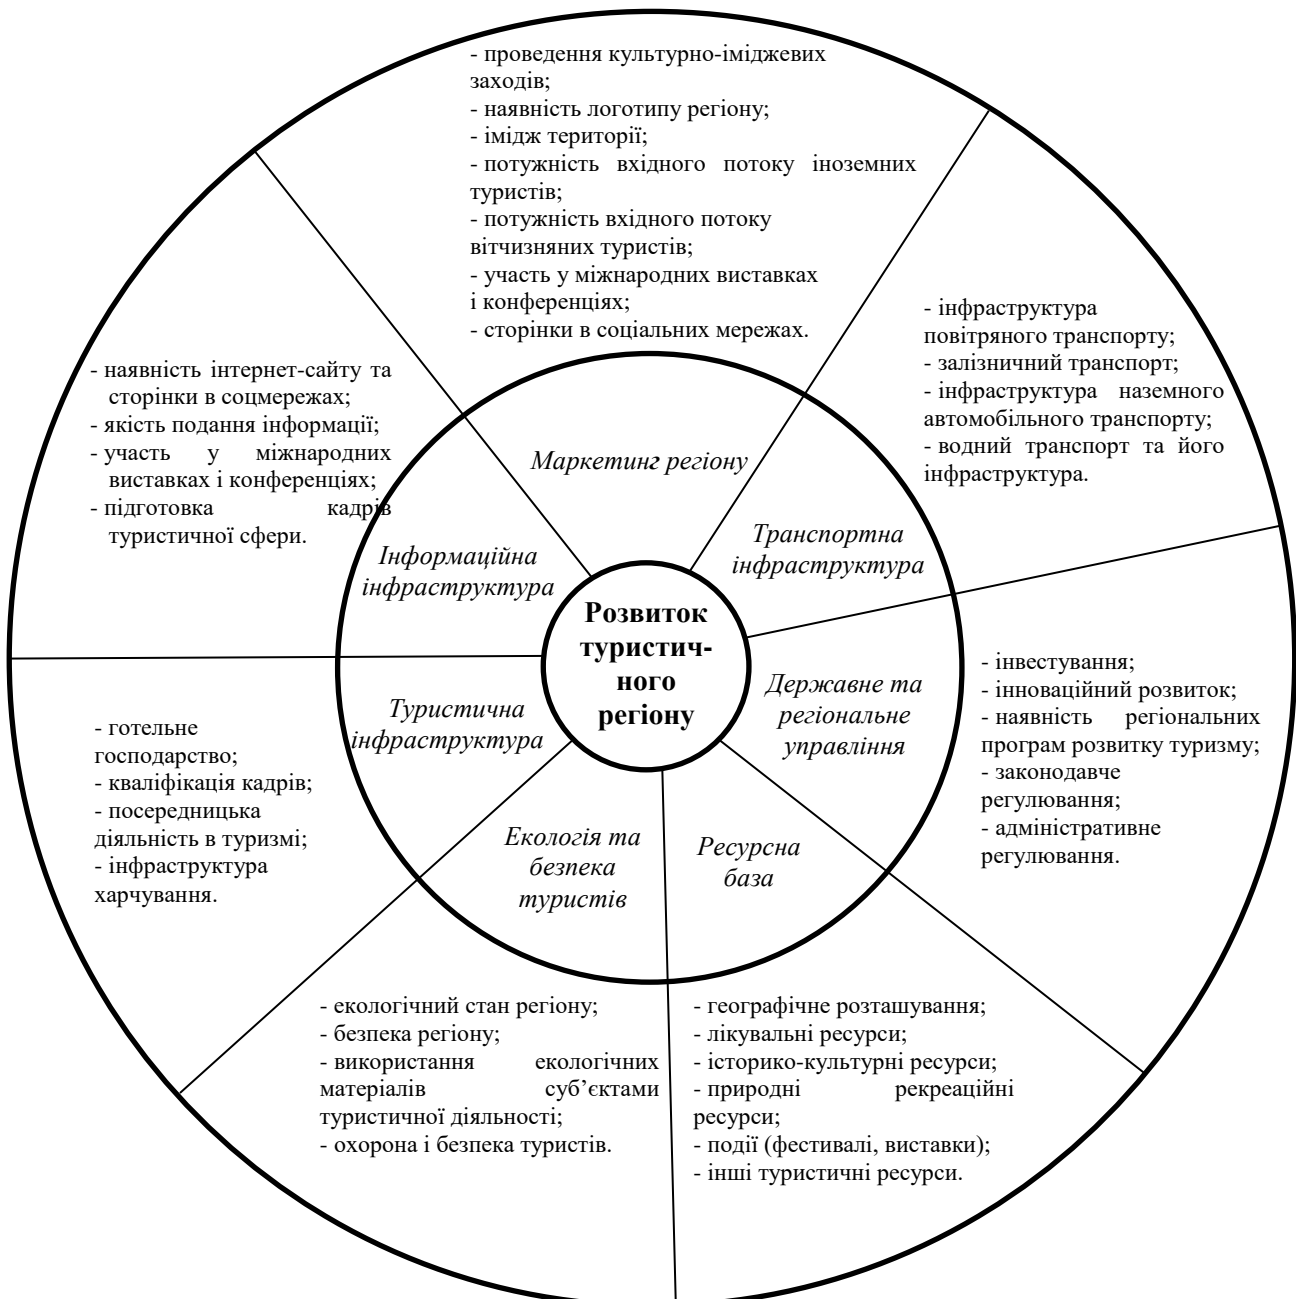 - проведення культурно-іміджевих
заходів;
- наявність логотипу регіону;
- імідж території;
- потужність вхідного потоку іноземних
туристів;
- потужність вхідного потоку
вітчизняних туристів;
- участь у міжнародних виставках
і конференціях;
- сторінки в соціальних мережах.
- інфраструктура
повітряного транспорту;
- залізничний транспорт;
- інфраструктура наземного
автомобільного транспорту;
- водний транспорт та його
інфраструктура.
- наявність інтернет-сайту та
сторінки в соцмережах;
- якість подання інформації;
- участь у міжнародних
виставках і конференціях;
- підготовка кадрів
туристичної сфери.
Маркетинг регіону
Транспортна
інфраструктура
Інформаційна
інфраструктура
Розвиток
туристич-
ного
регіону
Державне та
регіональне
управління
- інвестування;
- інноваційний розвиток;
- наявність регіональних
програм розвитку туризму;
- законодавче
регулювання;
- адміністративне
регулювання.
Туристична
інфраструктура
- готельне
господарство;
- кваліфікація кадрів;
- посередницька
діяльність в туризмі;
- інфраструктура
харчування.
Екологія та
безпека
туристів
Ресурсна
база
- екологічний стан регіону;
- безпека регіону;
- використання екологічних
матеріалів суб’єктами
туристичної діяльності;
- охорона і безпека туристів.
- географічне розташування;
- лікувальні ресурси;
- історико-культурні ресурси;
- природні рекреаційні
ресурси;
- події (фестивалі, виставки);
- інші туристичні ресурси.